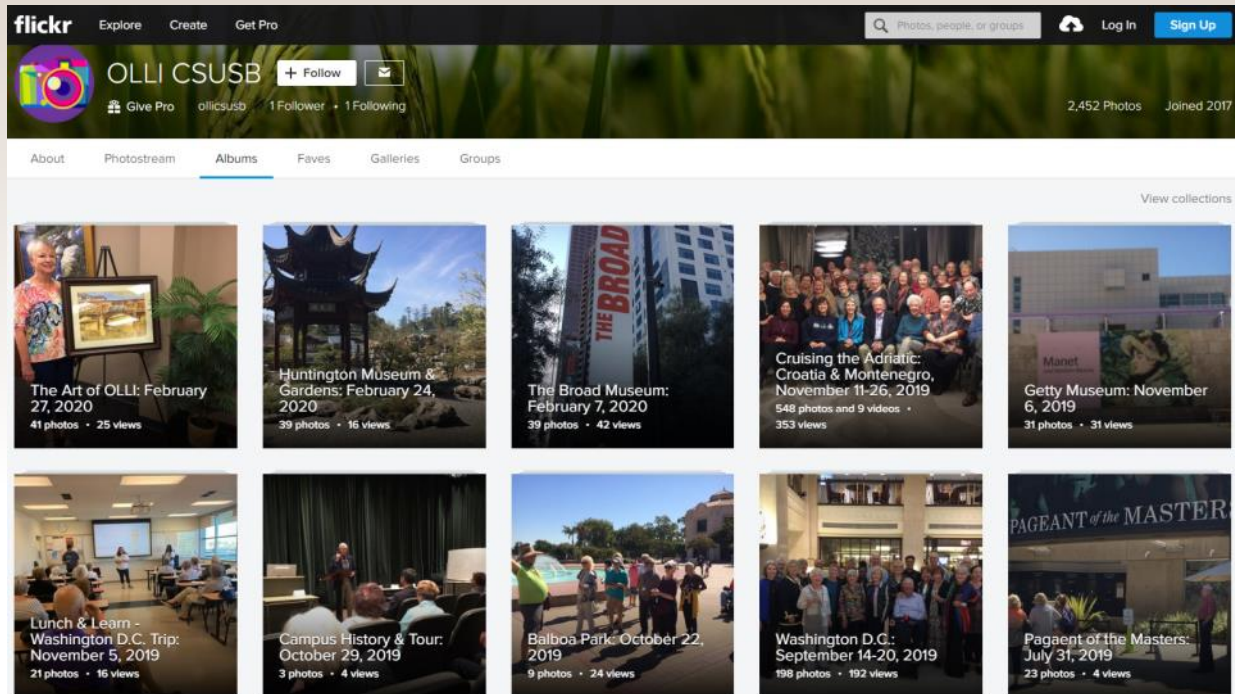 flickr Explore Create Get Pro Photos, people, or groups Log In Sign Up
OLLI CSUSB + Follow
Give Pro ollicsusb 1 Follower • 1 Following 2,452 Photos Joined 2017
About Photostream Albums Faves Galleries Groups
View collections
The Art of OLLI: February
27, 2020
41 photos • 25 views
Huntington Museum &
Gardens: February 24,
2020
39 photos • 16 views
THE BROAD
The Broad Museum:
February 7, 2020
39 photos • 42 views
Cruising the Adriatic:
Croatia & Montenegro,
November 11-26, 2019
548 photos and 9 videos •
353 views
Manet
Getty Museum: November
6, 2019
31 photos • 31 views
Lunch & Learn -
Washington D.C. Trip:
November 5, 2019
21 photos • 16 views
Campus History & Tour:
October 29, 2019
3 photos • 4 views
Balboa Park: October 22,
2019
9 photos • 24 views
Washington D.C.:
September 14-20, 2019
198 photos • 192 views
PAGEANT of the MASTERS
Pagaent of the Masters:
July 31, 2019
23 photos • 4 views